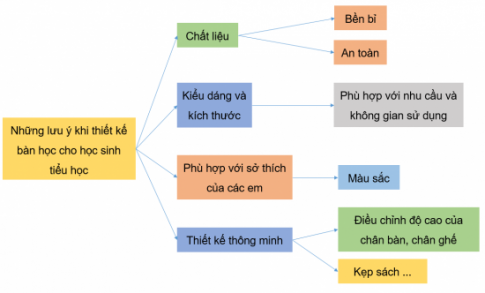 Những lưu ý khi thiết kế
bàn học cho học sinh
tiểu học
Chất liệu
Bền bỉ
An toàn
Kiểu dáng và
kích thước
Phù hợp với nhu cầu và
không gian sử dụng
Phù hợp với sở thích
của các em
Màu sắc
Thiết kế thông minh
Điều chỉnh độ cao của
chân bàn, chân ghế
Kẹp sách ...